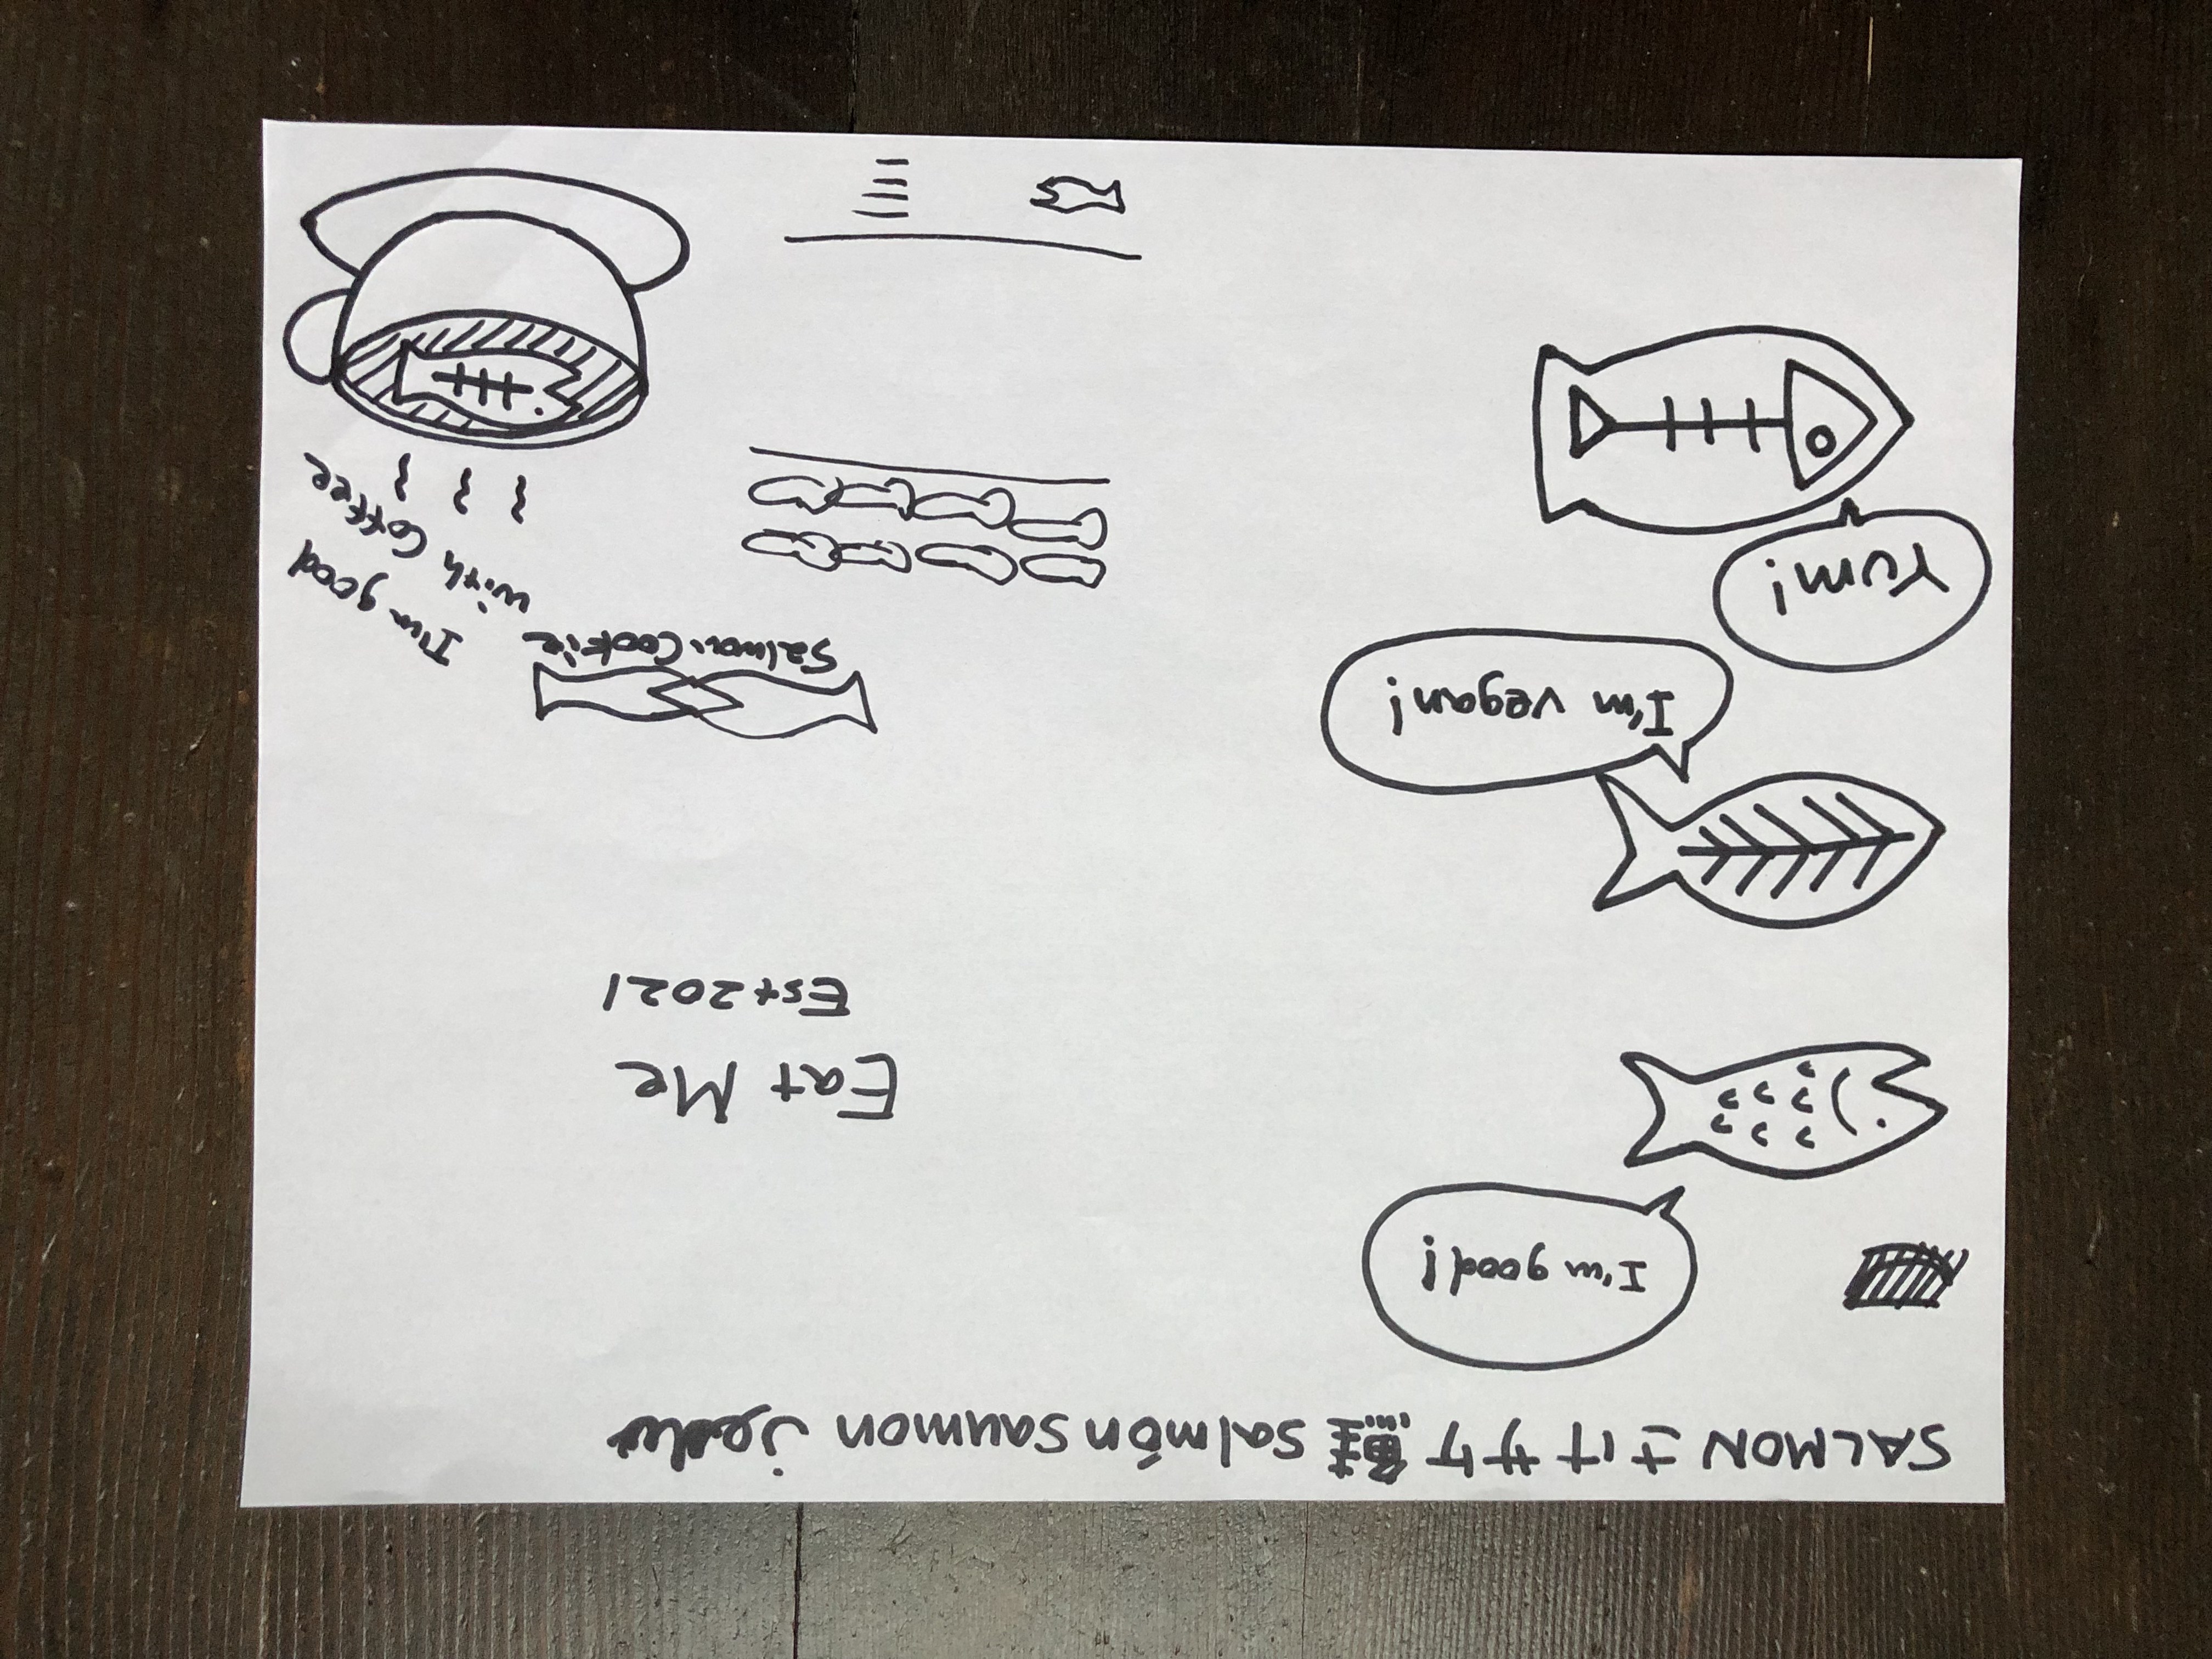 SALMON さけ サケ 鮭 salmón saumon
I'm good!
Eat Me
Est 2021
I'm vegan!
Yum!
Salmon Cookie
I'm good
with Coffee